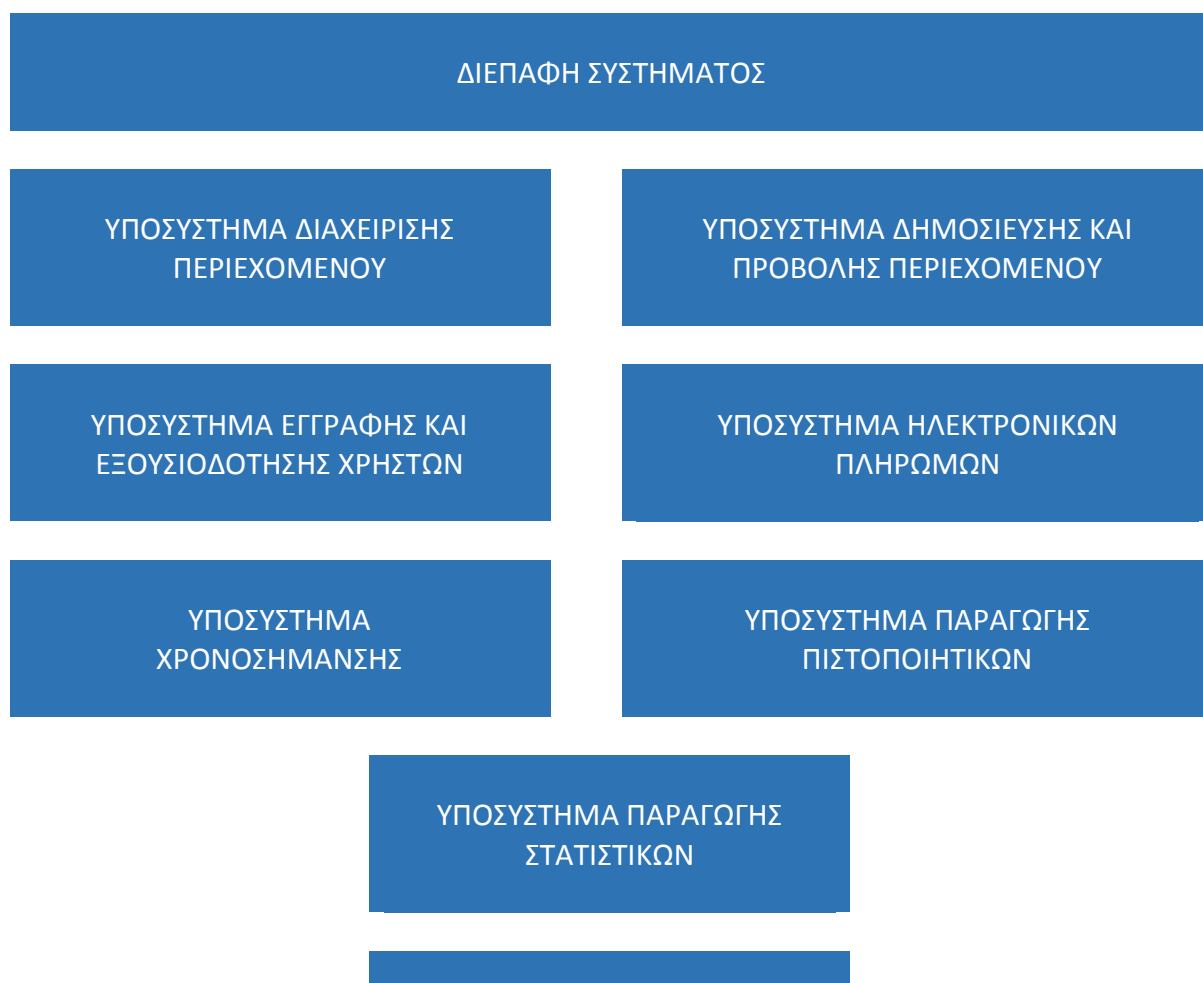 ΔΙΕΠΑΦΗ ΣΥΣΤΗΜΑΤΟΣ
ΥΠΟΣΥΣΤΗΜΑ ΔΙΑΧΕΙΡΙΣΗΣ
ΠΕΡΙΕΧΟΜΕΝΟΥ
ΥΠΟΣΥΣΤΗΜΑ ΔΗΜΟΣΙΕΥΣΗΣ ΚΑΙ
ΠΡΟΒΟΛΗΣ ΠΕΡΙΕΧΟΜΕΝΟΥ
ΥΠΟΣΥΣΤΗΜΑ ΕΓΓΡΑΦΗΣ ΚΑΙ
ΕΞΟΥΣΙΟΔΟΤΗΣΗΣ ΧΡΗΣΤΩΝ
ΥΠΟΣΥΣΤΗΜΑ ΗΛΕΚΤΡΟΝΙΚΩΝ
ΠΛΗΡΩΜΩΝ
ΥΠΟΣΥΣΤΗΜΑ
ΧΡΟΝΟΣΗΜΑΝΣΗΣ
ΥΠΟΣΥΣΤΗΜΑ ΠΑΡΑΓΩΓΗΣ
ΠΙΣΤΟΠΟΙΗΤΙΚΩΝ
ΥΠΟΣΥΣΤΗΜΑ ΠΑΡΑΓΩΓΗΣ
ΣΤΑΤΙΣΤΙΚΩΝ